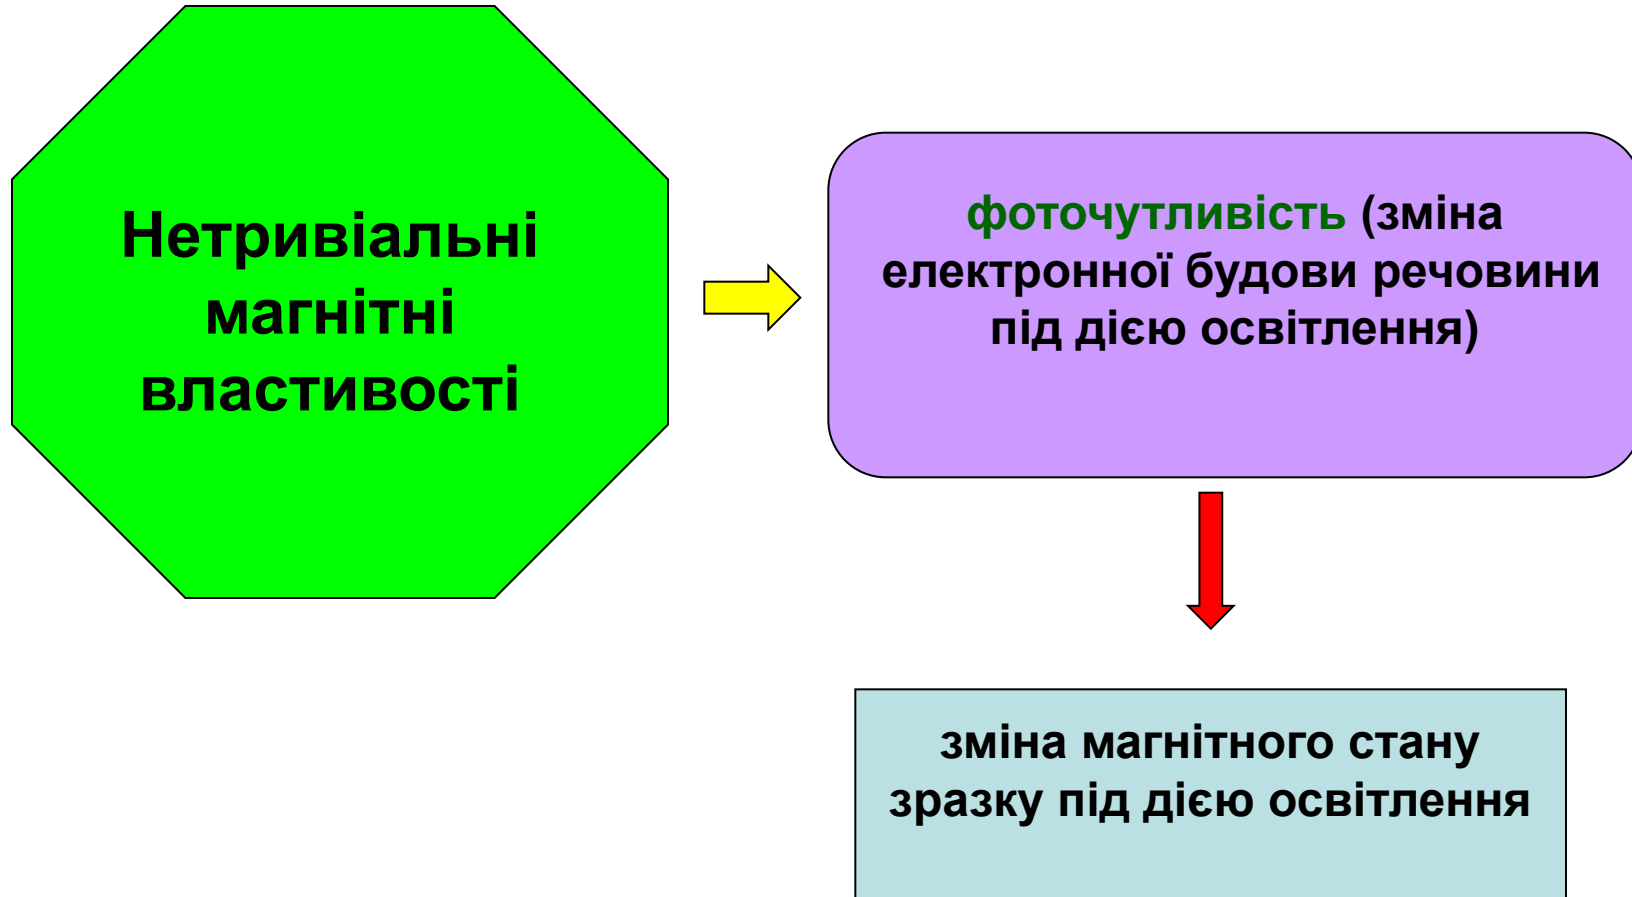 Нетривіальні
магнітні
властивості
фоточутливість (зміна
електронної будови речовини
під дією освітлення)
зміна магнітного стану
зразку під дією освітлення